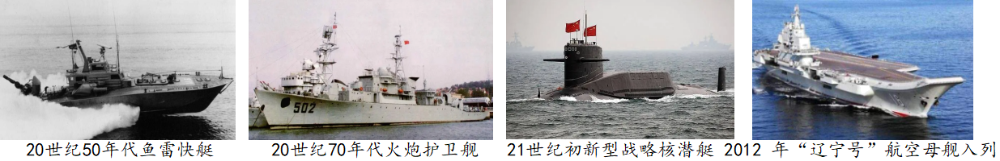 502
20世纪50年代鱼雷快艇
20世纪70年代火炮护卫舰
21世纪初新型战略核潜艇
2012 年“辽宁号”航空母舰入列